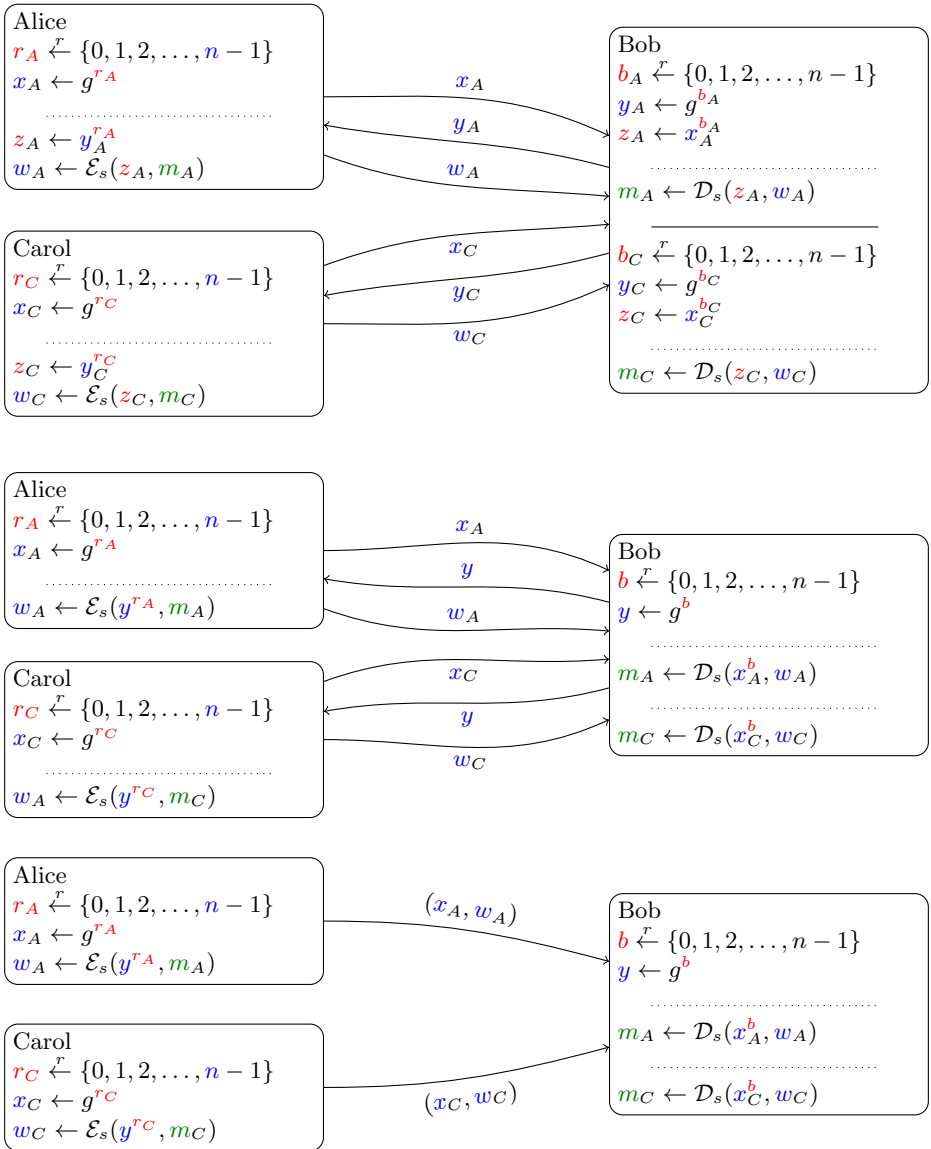 Alice
r_A ←^r {0, 1, 2, …, n − 1}
x_A ← g^{r_A}
z_A ← y_A^{r_A}
w_A ← ℰ_s(z_A, m_A)
x_A
y_A
w_A
Bob
b_A ←^r {0, 1, 2, …, n − 1}
y_A ← g^{b_A}
z_A ← x_A^{b_A}
m_A ← 𝒟_s(z_A, w_A)
b_C ←^r {0, 1, 2, …, n − 1}
y_C ← g^{b_C}
z_C ← x_C^{b_C}
m_C ← 𝒟_s(z_C, w_C)
Carol
r_C ←^r {0, 1, 2, …, n − 1}
x_C ← g^{r_C}
z_C ← y_C^{r_C}
w_C ← ℰ_s(z_C, m_C)
x_C
y_C
w_C
Alice
r_A ←^r {0, 1, 2, …, n − 1}
x_A ← g^{r_A}
w_A ← ℰ_s(y^{r_A}, m_A)
x_A
y
w_A
Bob
b ←^r {0, 1, 2, …, n − 1}
y ← g^b
m_A ← 𝒟_s(x_A^b, w_A)
m_C ← 𝒟_s(x_C^b, w_C)
Carol
r_C ←^r {0, 1, 2, …, n − 1}
x_C ← g^{r_C}
w_A ← ℰ_s(y^{r_C}, m_C)
x_C
y
w_C
Alice
r_A ←^r {0, 1, 2, …, n − 1}
x_A ← g^{r_A}
w_A ← ℰ_s(y^{r_A}, m_A)
(x_A, w_A)
Bob
b ←^r {0, 1, 2, …, n − 1}
y ← g^b
m_A ← 𝒟_s(x_A^b, w_A)
m_C ← 𝒟_s(x_C^b, w_C)
Carol
r_C ←^r {0, 1, 2, …, n − 1}
x_C ← g^{r_C}
w_C ← ℰ_s(y^{r_C}, m_C)
(x_C, w_C)